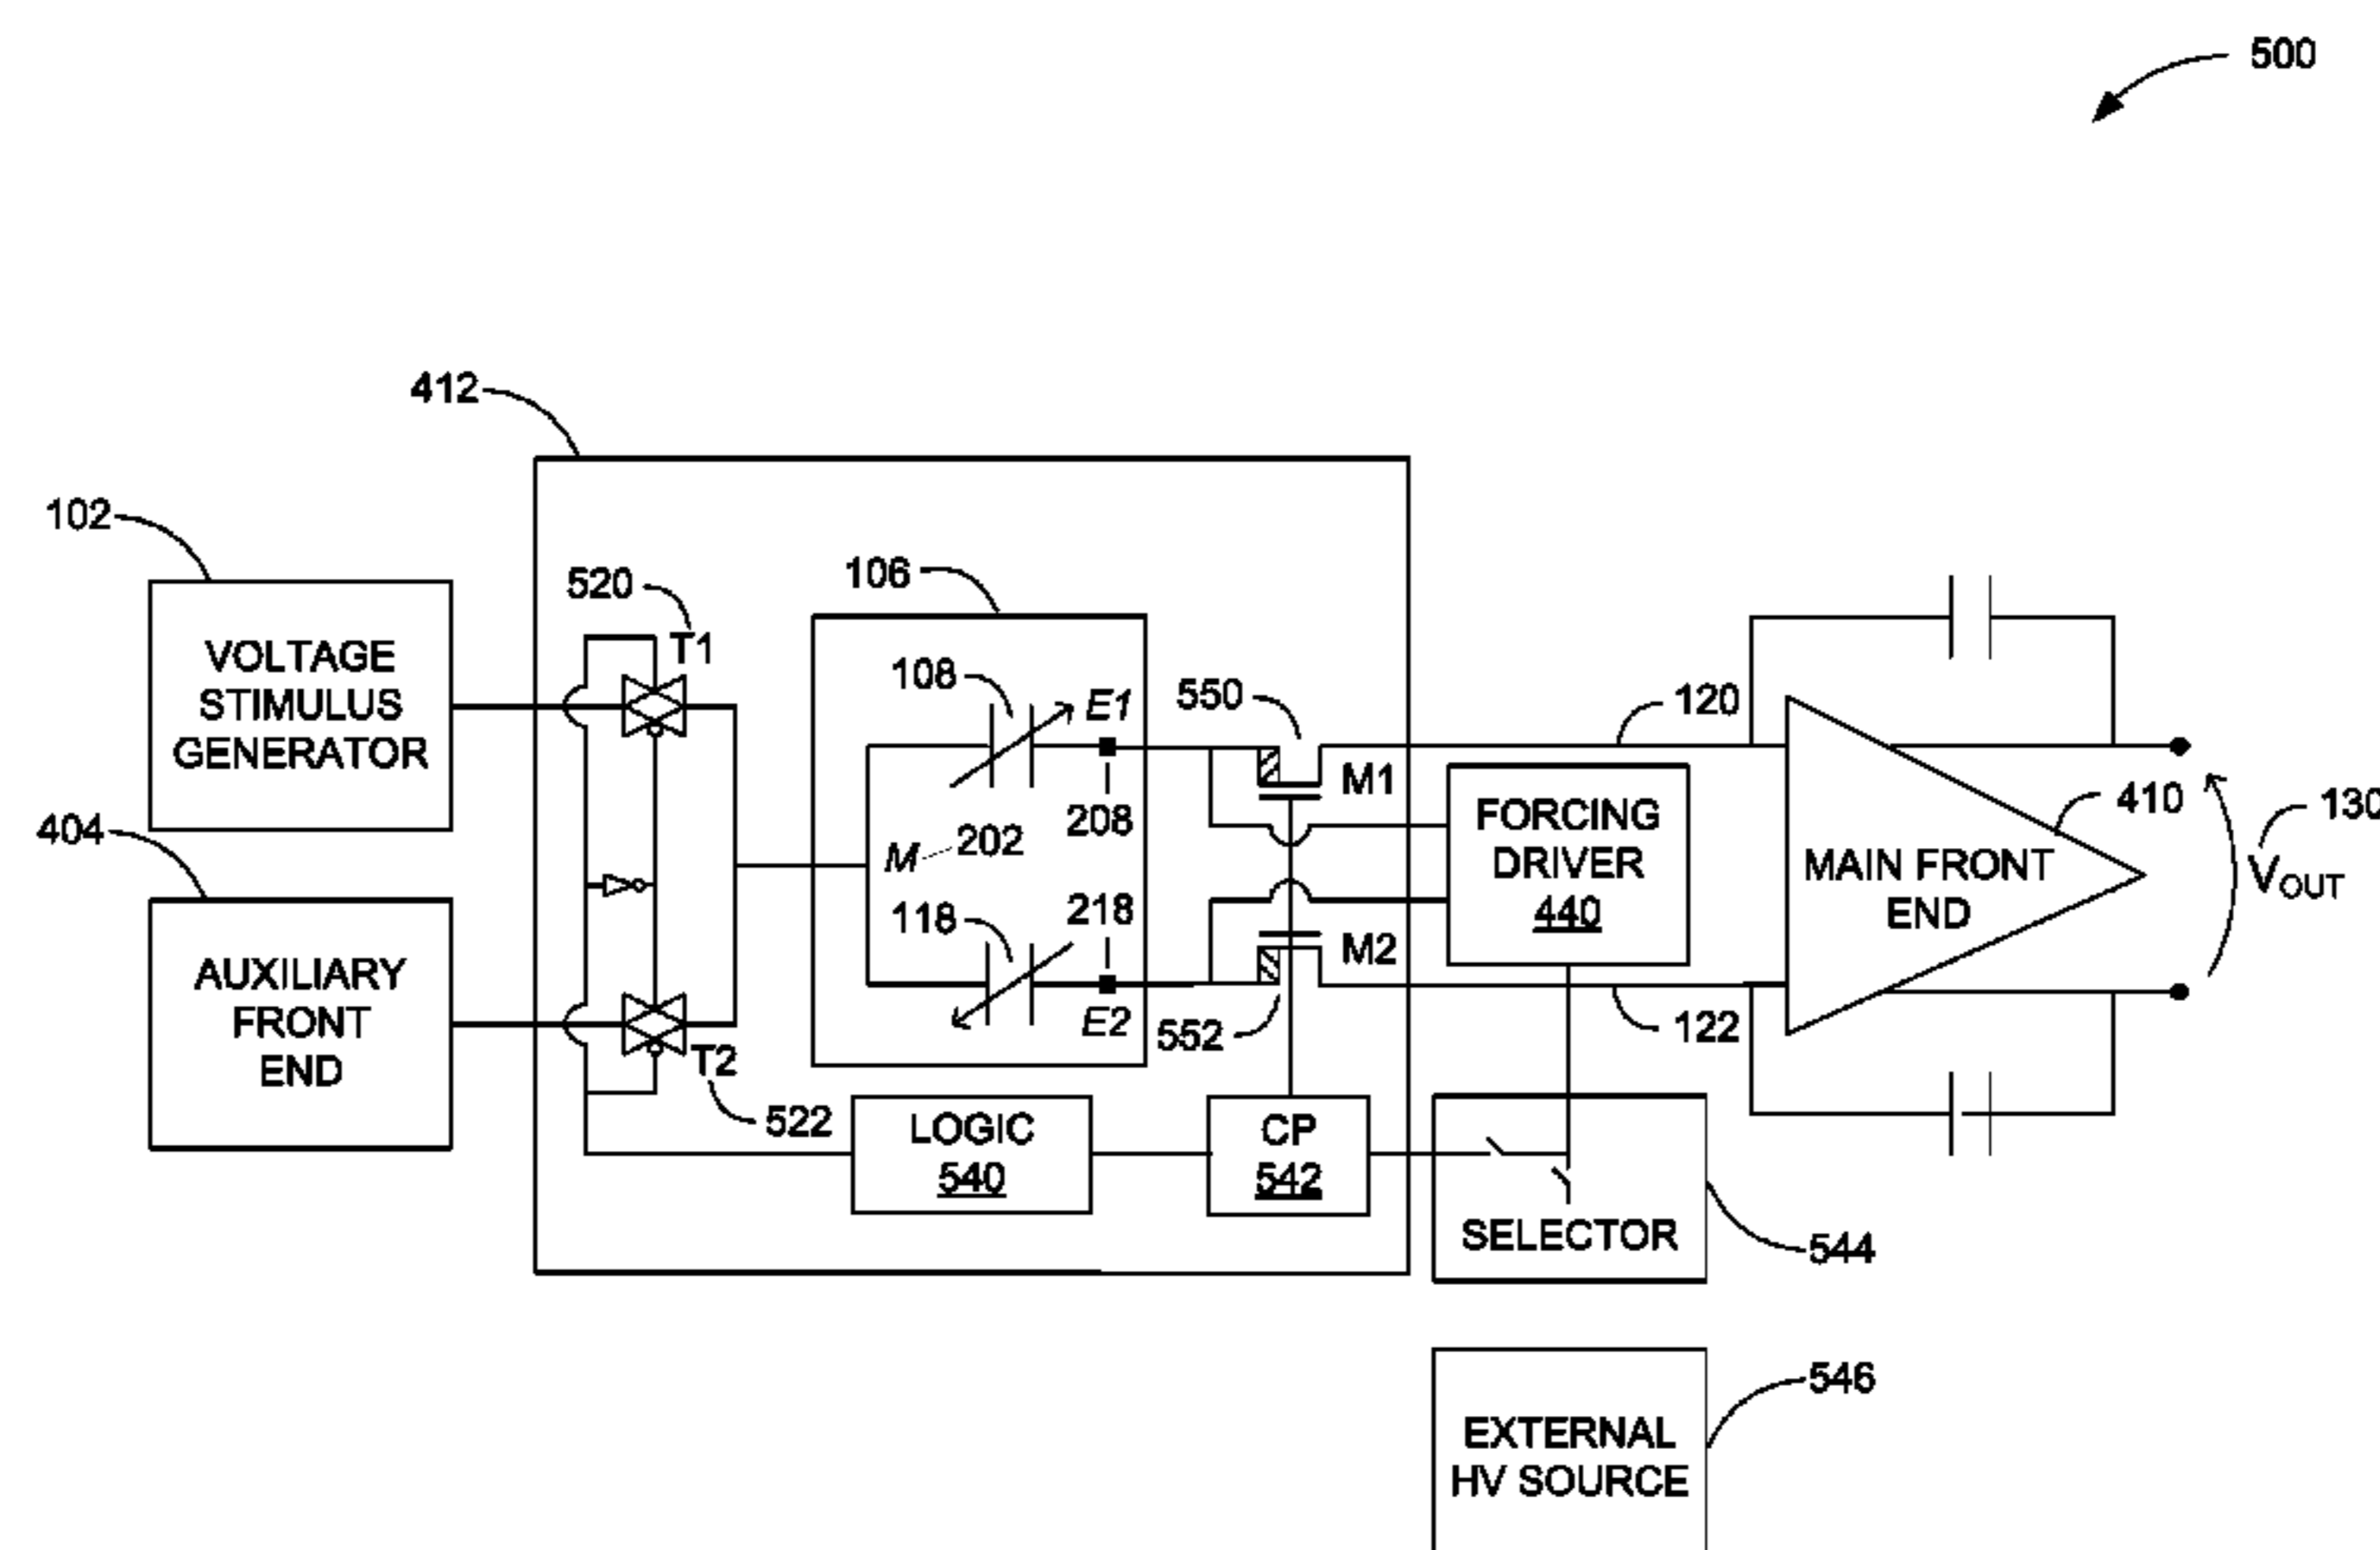 500
412
102
520
T1
106
VOLTAGE
STIMULUS
GENERATOR
108
E1
550
120
208
M1
404
M
202
FORCING
DRIVER
440
410
130
MAIN FRONT
END
VOUT
118
218
M2
AUXILIARY
FRONT
END
E2
552
122
T2
522
LOGIC
540
CP
542
SELECTOR
544
546
EXTERNAL
HV SOURCE